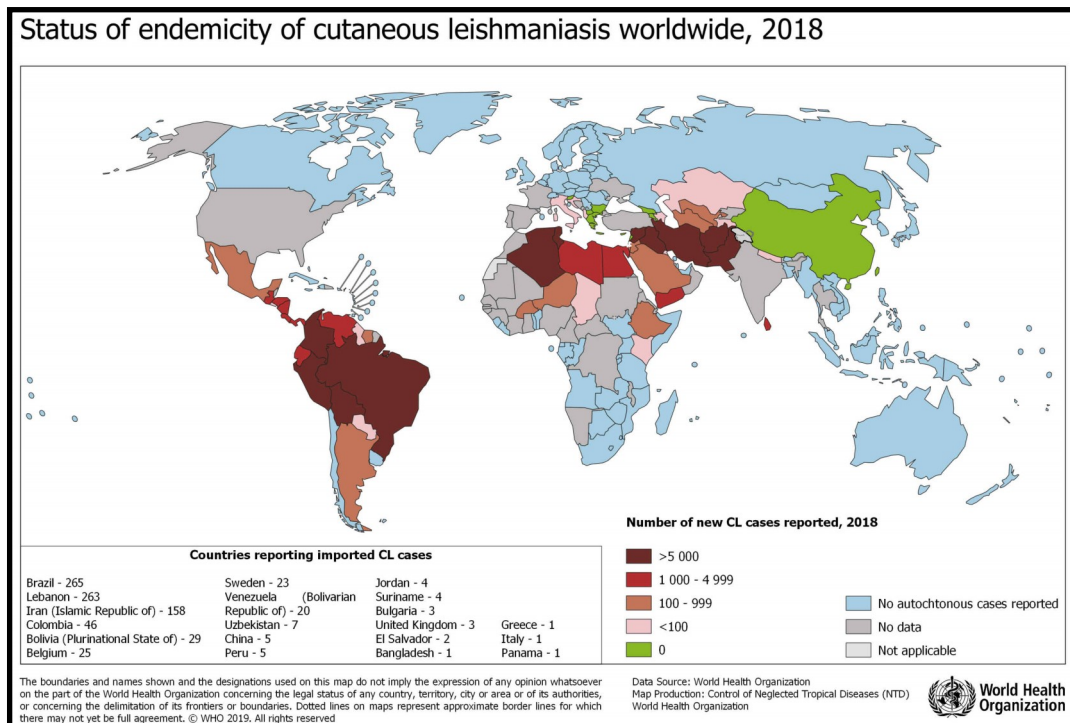 Status of endemicity of cutaneous leishmaniasis worldwide, 2018
Number of new CL cases reported, 2018
>5 000
1 000 - 4 999
100 - 999
<100
0
No autochtonous cases reported
No data
Not applicable
Countries reporting imported CL cases
Brazil - 265
Lebanon - 263
Iran (Islamic Republic of) - 158
Colombia - 46
Bolivia (Plurinational State of) - 29
Belgium - 25
Sweden - 23
Venezuela (Bolivarian
Republic of) - 20
Uzbekistan - 7
China - 5
Peru - 5
Jordan - 4
Suriname - 4
Bulgaria - 3
United Kingdom - 3
El Salvador - 2
Bangladesh - 1
Greece - 1
Italy - 1
Panama - 1
The boundaries and names shown and the designations used on this map do not imply the expression of any opinion whatsoever
on the part of the World Health Organization concerning the legal status of any country, territory, city or area or of its authorities,
or concerning the delimitation of its frontiers or boundaries. Dotted lines on maps represent approximate border lines for which
there may not yet be full agreement. © WHO 2019. All rights reserved
Data Source: World Health Organization
Map Production: Control of Neglected Tropical Diseases (NTD)
World Health Organization
World Health
Organization